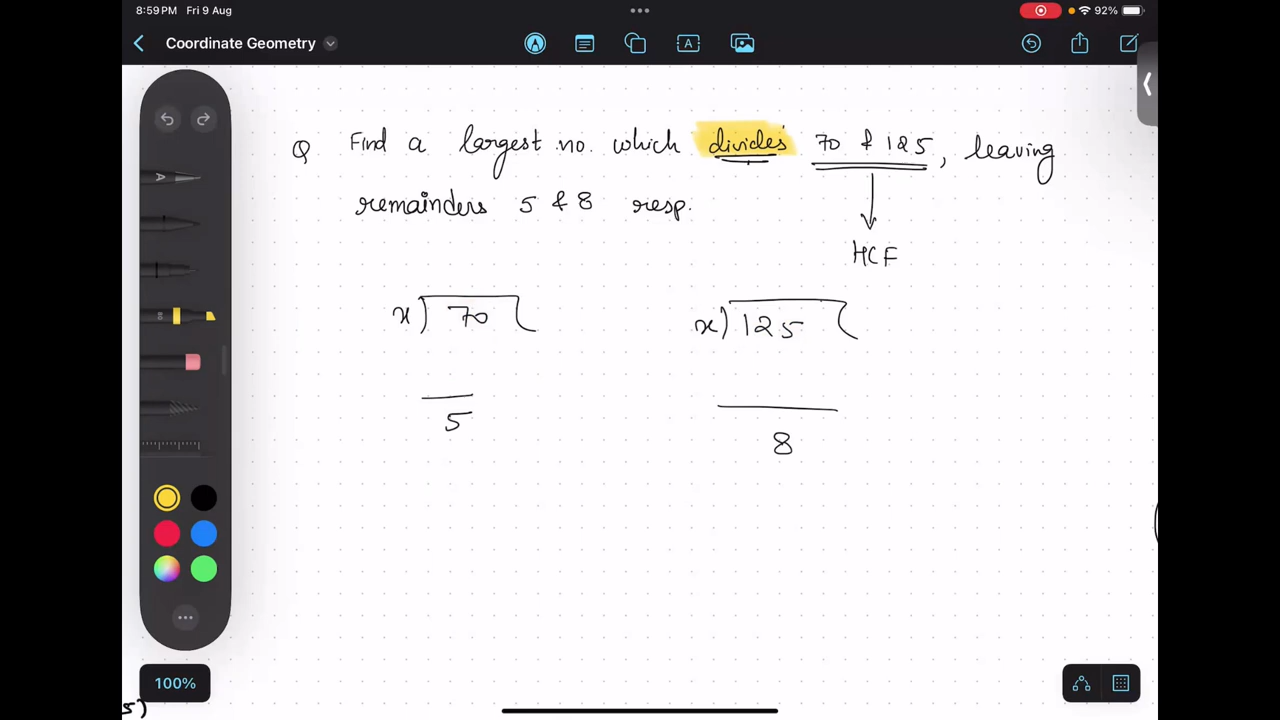 8:59 PM Fri 9 Aug
92%
Coordinate Geometry
Q Find a largest no. which divides 70 & 125, leaving
remainders 5 & 8 resp.
HCF
x) 70 (
5
x) 125 (
8
100%
5)